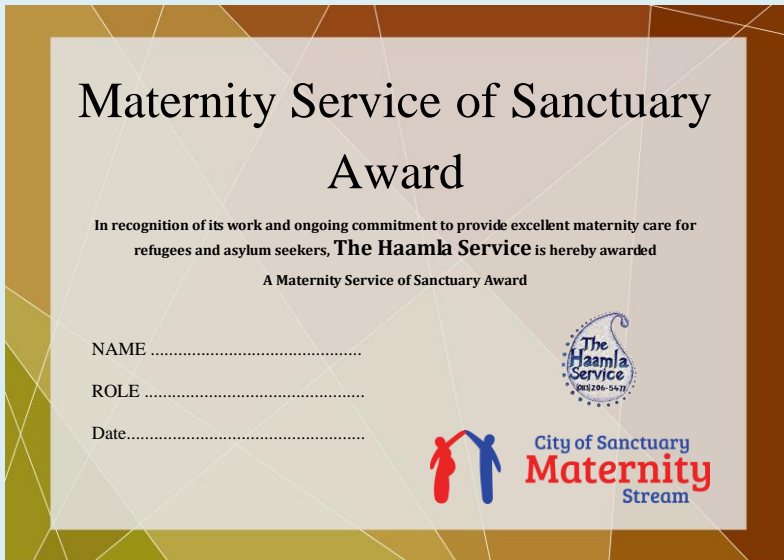 Maternity Service of Sanctuary
Award
In recognition of its work and ongoing commitment to provide excellent maternity care for
refugees and asylum seekers, The Haamla Service is hereby awarded
A Maternity Service of Sanctuary Award
NAME ..............................................
ROLE ................................................
Date....................................................
The
Haamla
Service
(0113) 206-5477
City of Sanctuary
Maternity
Stream